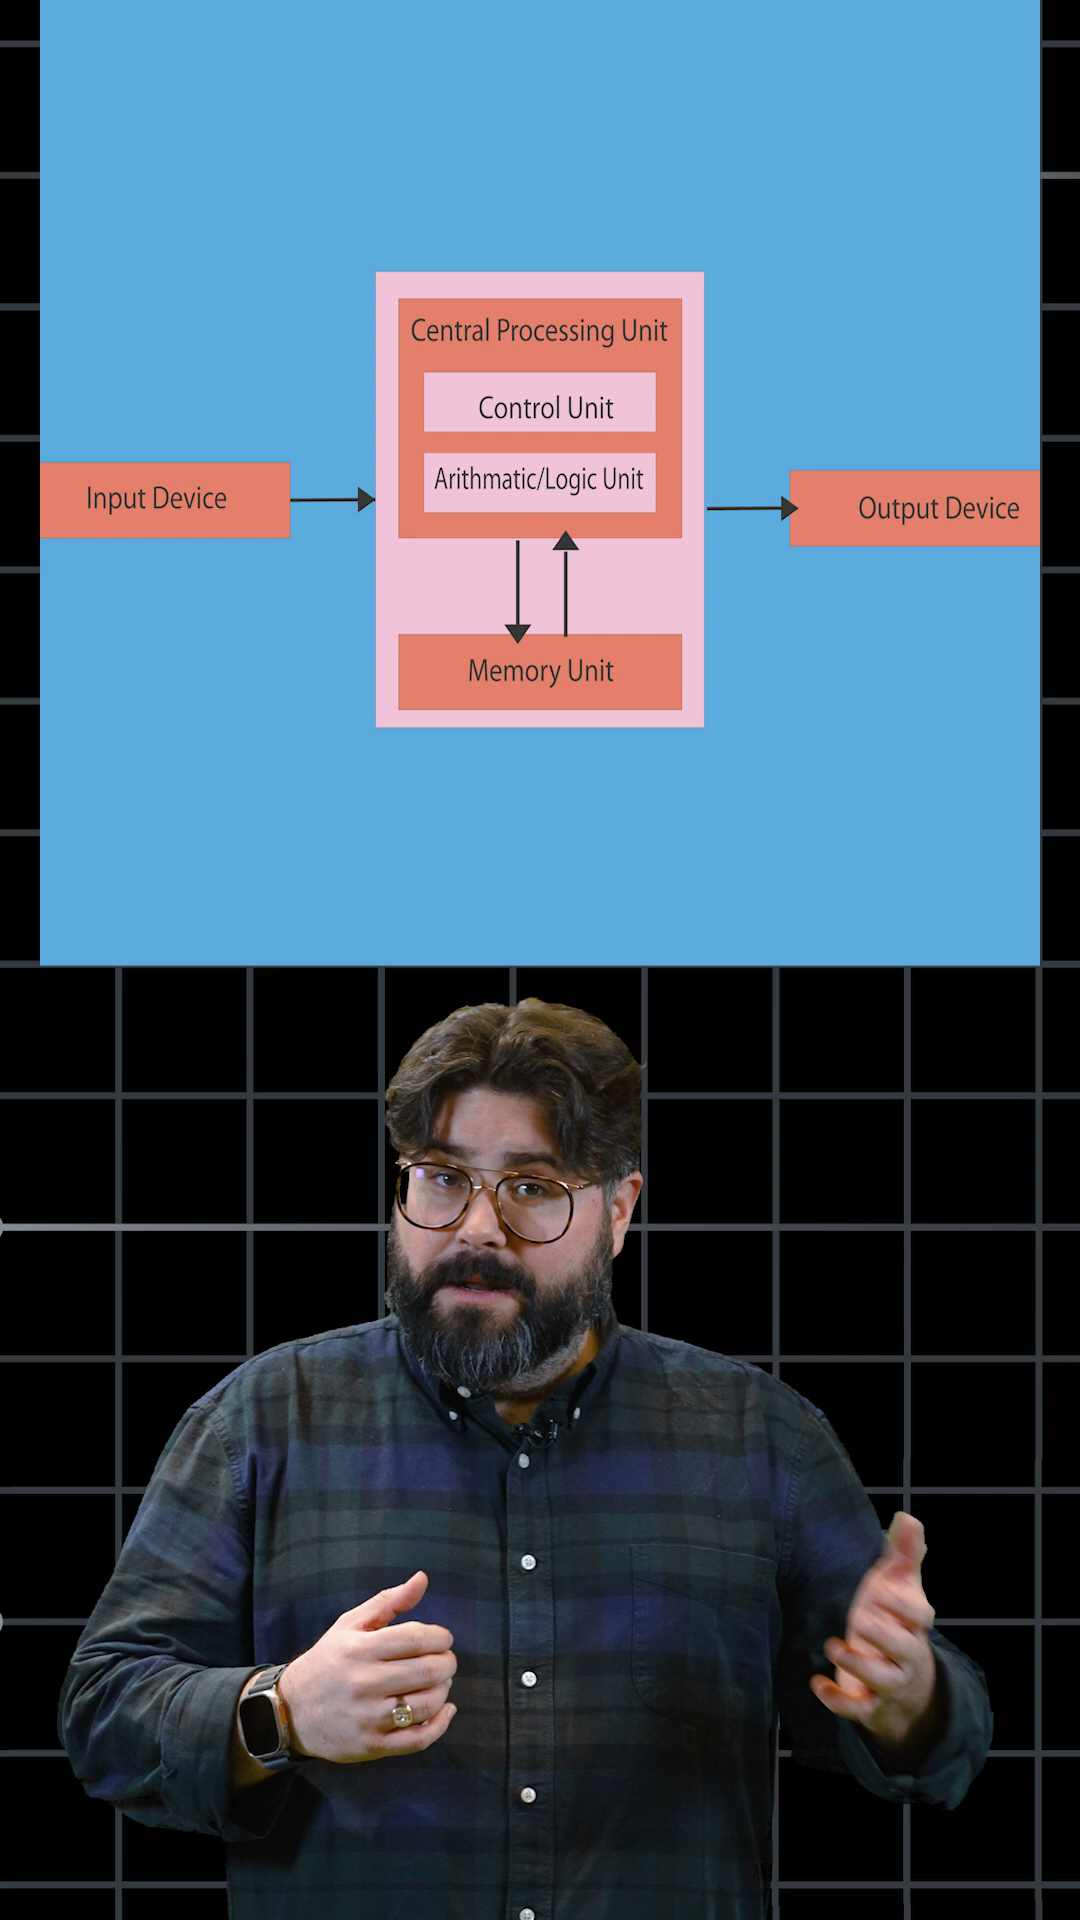 Central Processing Unit
Control Unit
Arithmatic/Logic Unit
Input Device
Output Device
Memory Unit